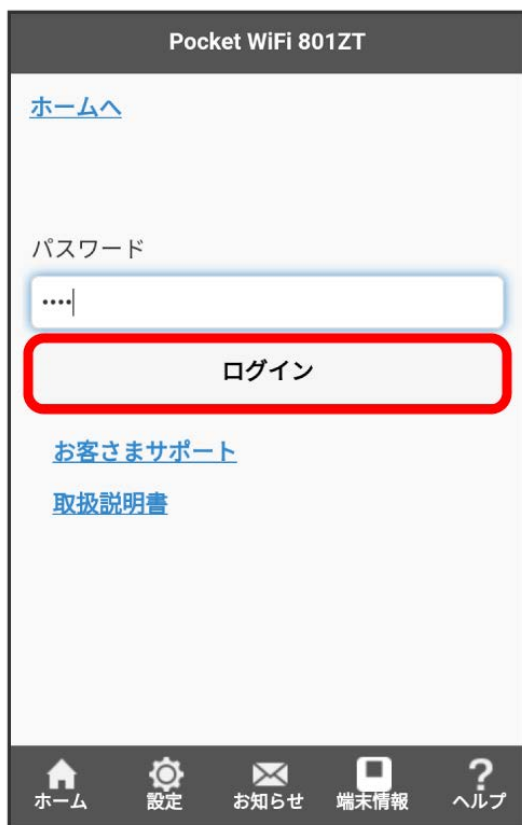 Pocket WiFi 801ZT
ホームへ
パスワード
····
ログイン
お客さまサポート
取扱説明書
ホーム
設定
お知らせ
端末情報
ヘルプ